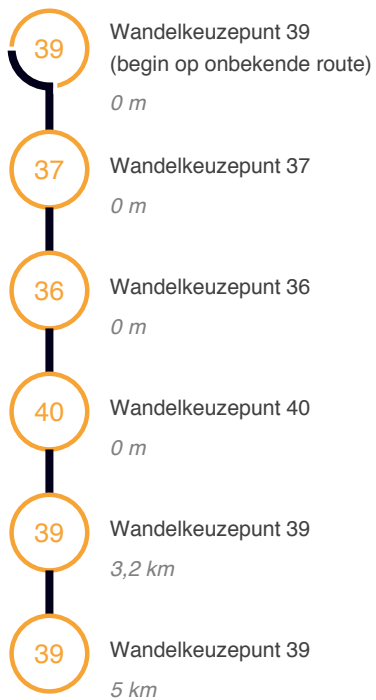 39
Wandelkeuzepunt 39
(begin op onbekende route)
0 m
37
Wandelkeuzepunt 37
0 m
36
Wandelkeuzepunt 36
0 m
40
Wandelkeuzepunt 40
0 m
39
Wandelkeuzepunt 39
3,2 km
39
Wandelkeuzepunt 39
5 km